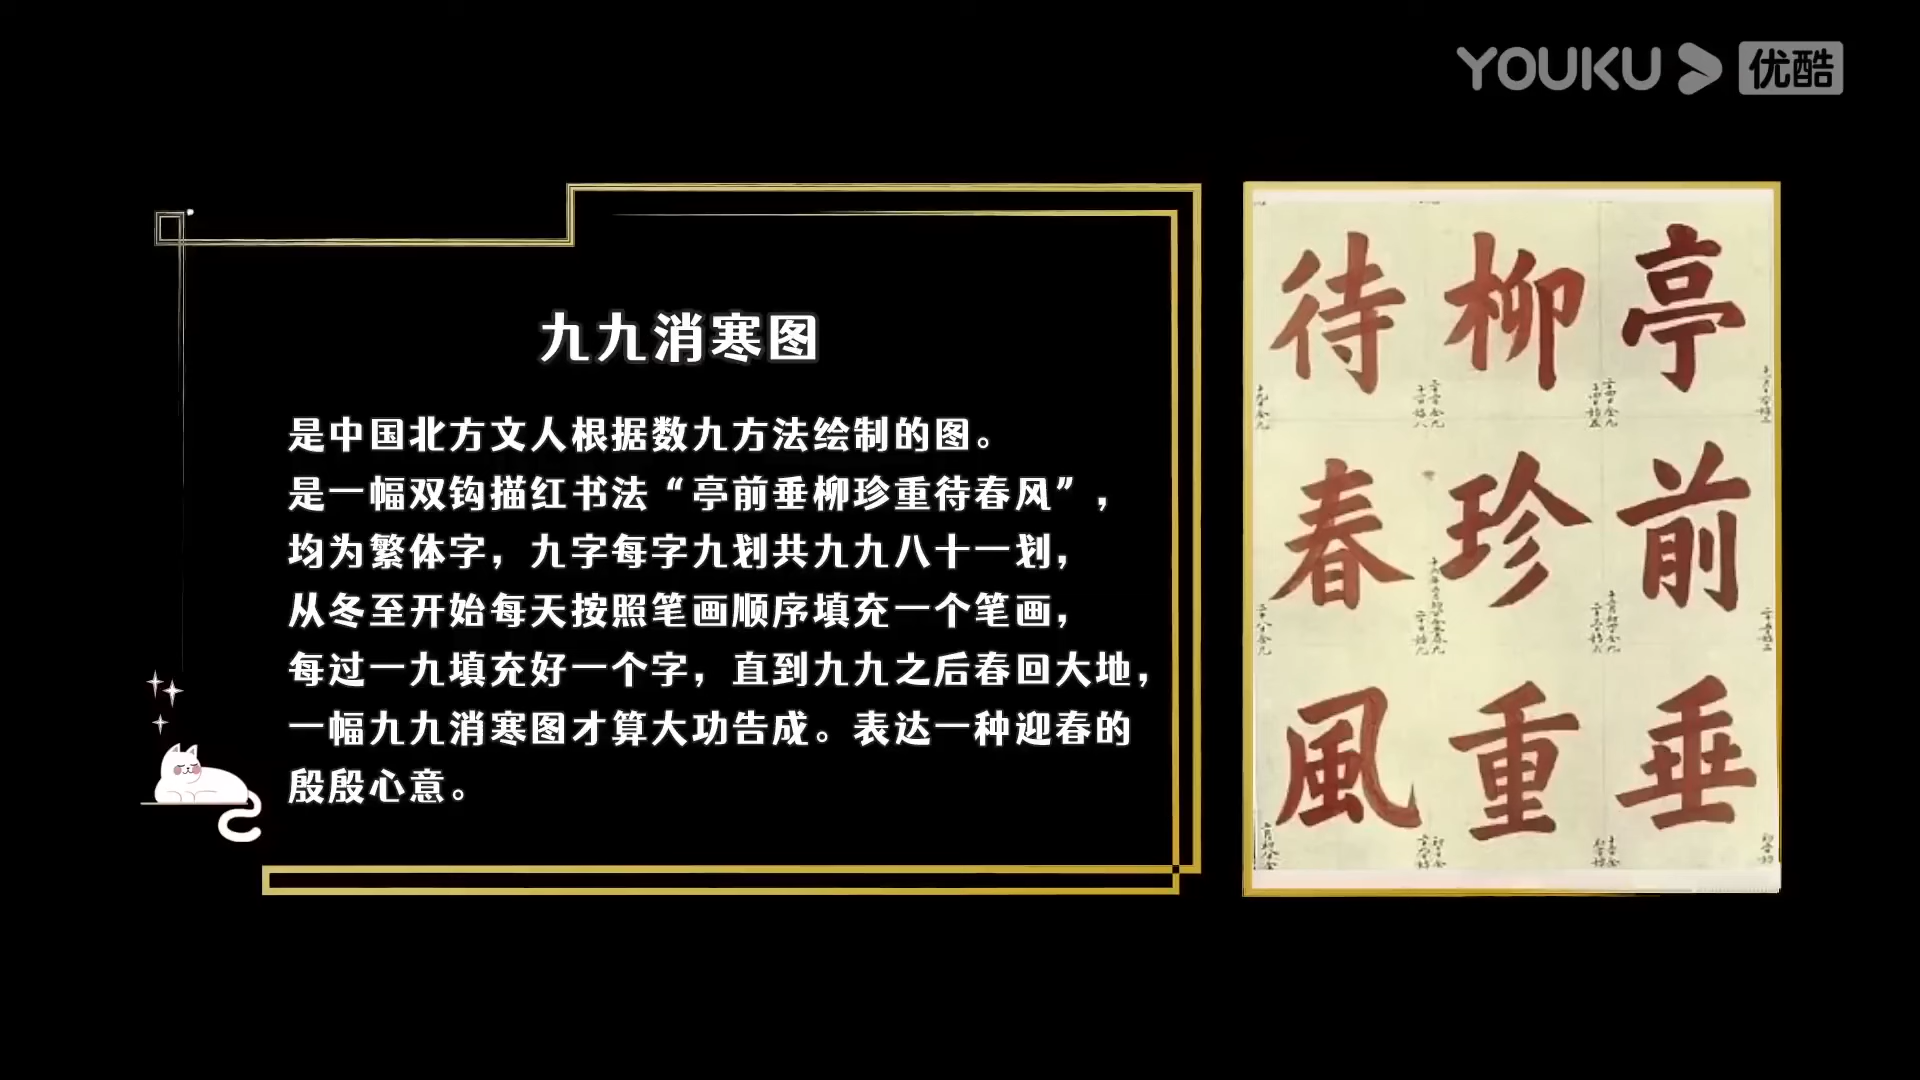 YOUKU 优酷
九九消寒图
是中国北方文人根据数九方法绘制的图。
是一幅双钩描红书法“亭前垂柳珍重待春风”，
均为繁体字，九字每字九划共九九八十一划，
从冬至开始每天按照笔画顺序填充一个笔画，
每过一九填充好一个字，直到九九之后春回大地，
一幅九九消寒图才算大功告成。表达一种迎春的
殷殷心意。
亭前垂
柳珍重
待春風